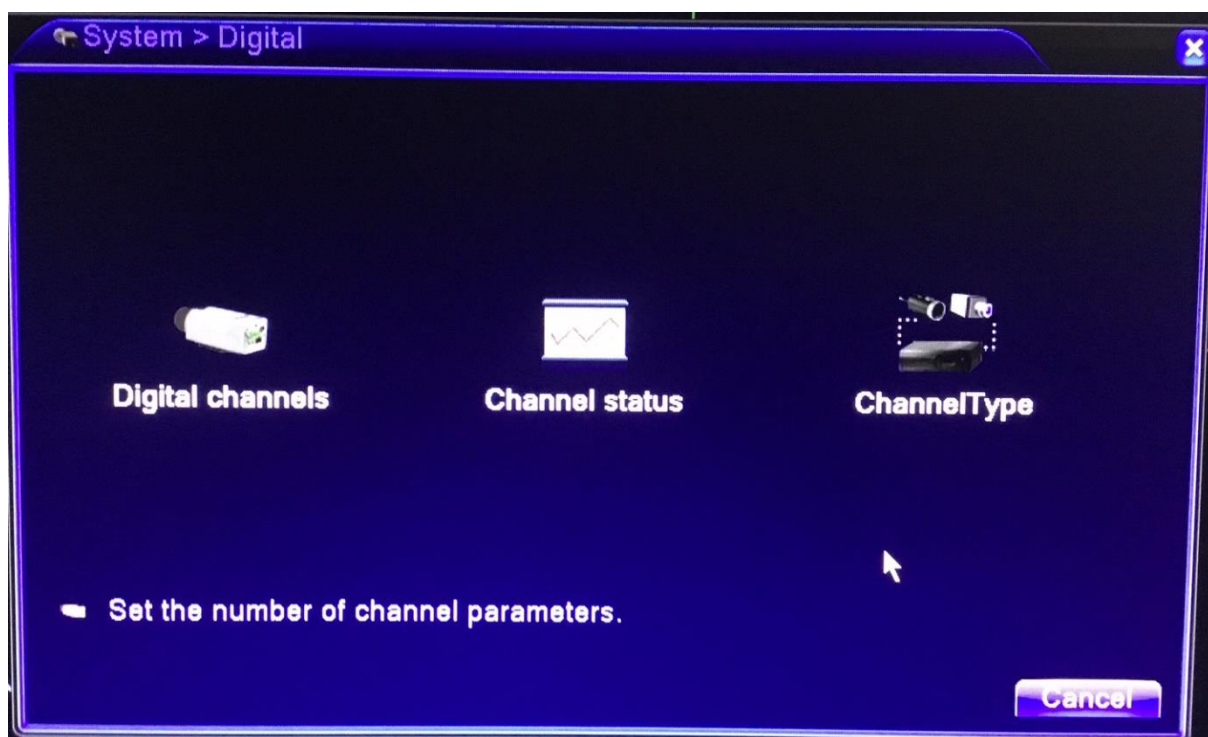 System > Digital
Digital channels
Channel status
ChannelType
Set the number of channel parameters.
Cancel